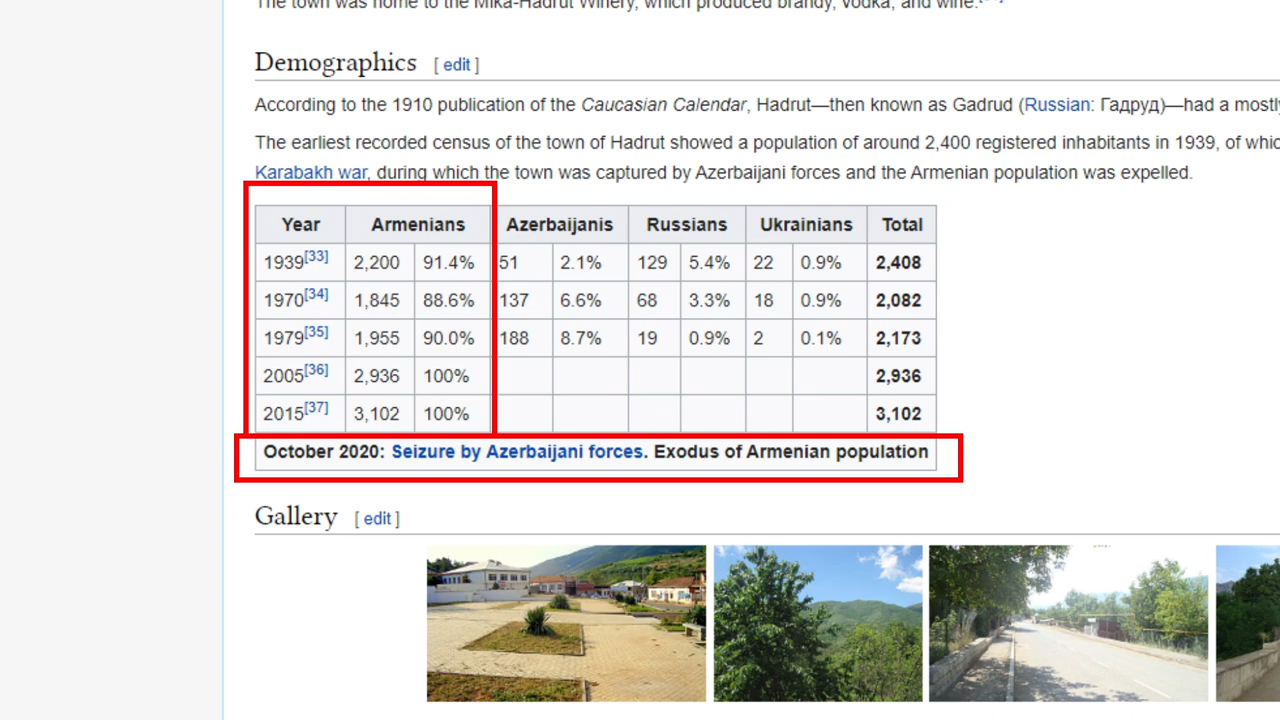 The town was home to the Mika-Hadrut Winery, which produced brandy, vodka, and wine.
Demographics [ edit ]
According to the 1910 publication of the Caucasian Calendar, Hadrut—then known as Gadrud (Russian: Гадруд)—had a mostly
The earliest recorded census of the town of Hadrut showed a population of around 2,400 registered inhabitants in 1939, of which
Karabakh war, during which the town was captured by Azerbaijani forces and the Armenian population was expelled.
Year Armenians Azerbaijanis Russians Ukrainians Total
1939[33] 2,200 91.4% 51 2.1% 129 5.4% 22 0.9% 2,408
1970[34] 1,845 88.6% 137 6.6% 68 3.3% 18 0.9% 2,082
1979[35] 1,955 90.0% 188 8.7% 19 0.9% 2 0.1% 2,173
2005[36] 2,936 100% 2,936
2015[37] 3,102 100% 3,102
October 2020: Seizure by Azerbaijani forces. Exodus of Armenian population
Gallery [ edit ]